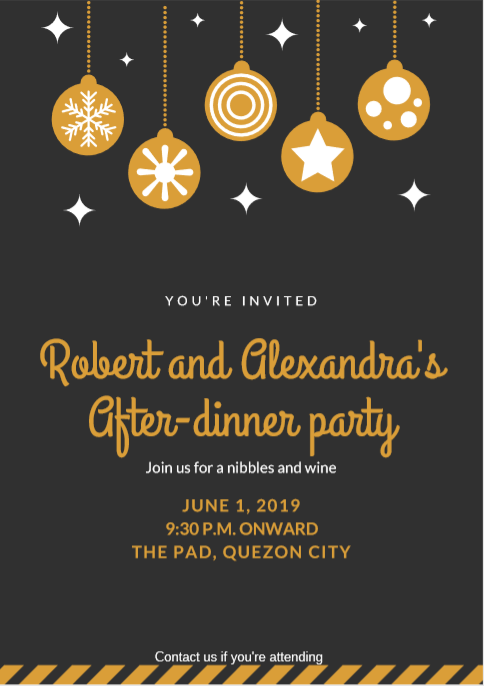 YOU'RE INVITED
Robert and Alexandra's
After-dinner party
Join us for a nibbles and wine
JUNE 1, 2019
9:30 P.M. ONWARD
THE PAD, QUEZON CITY
Contact us if you're attending